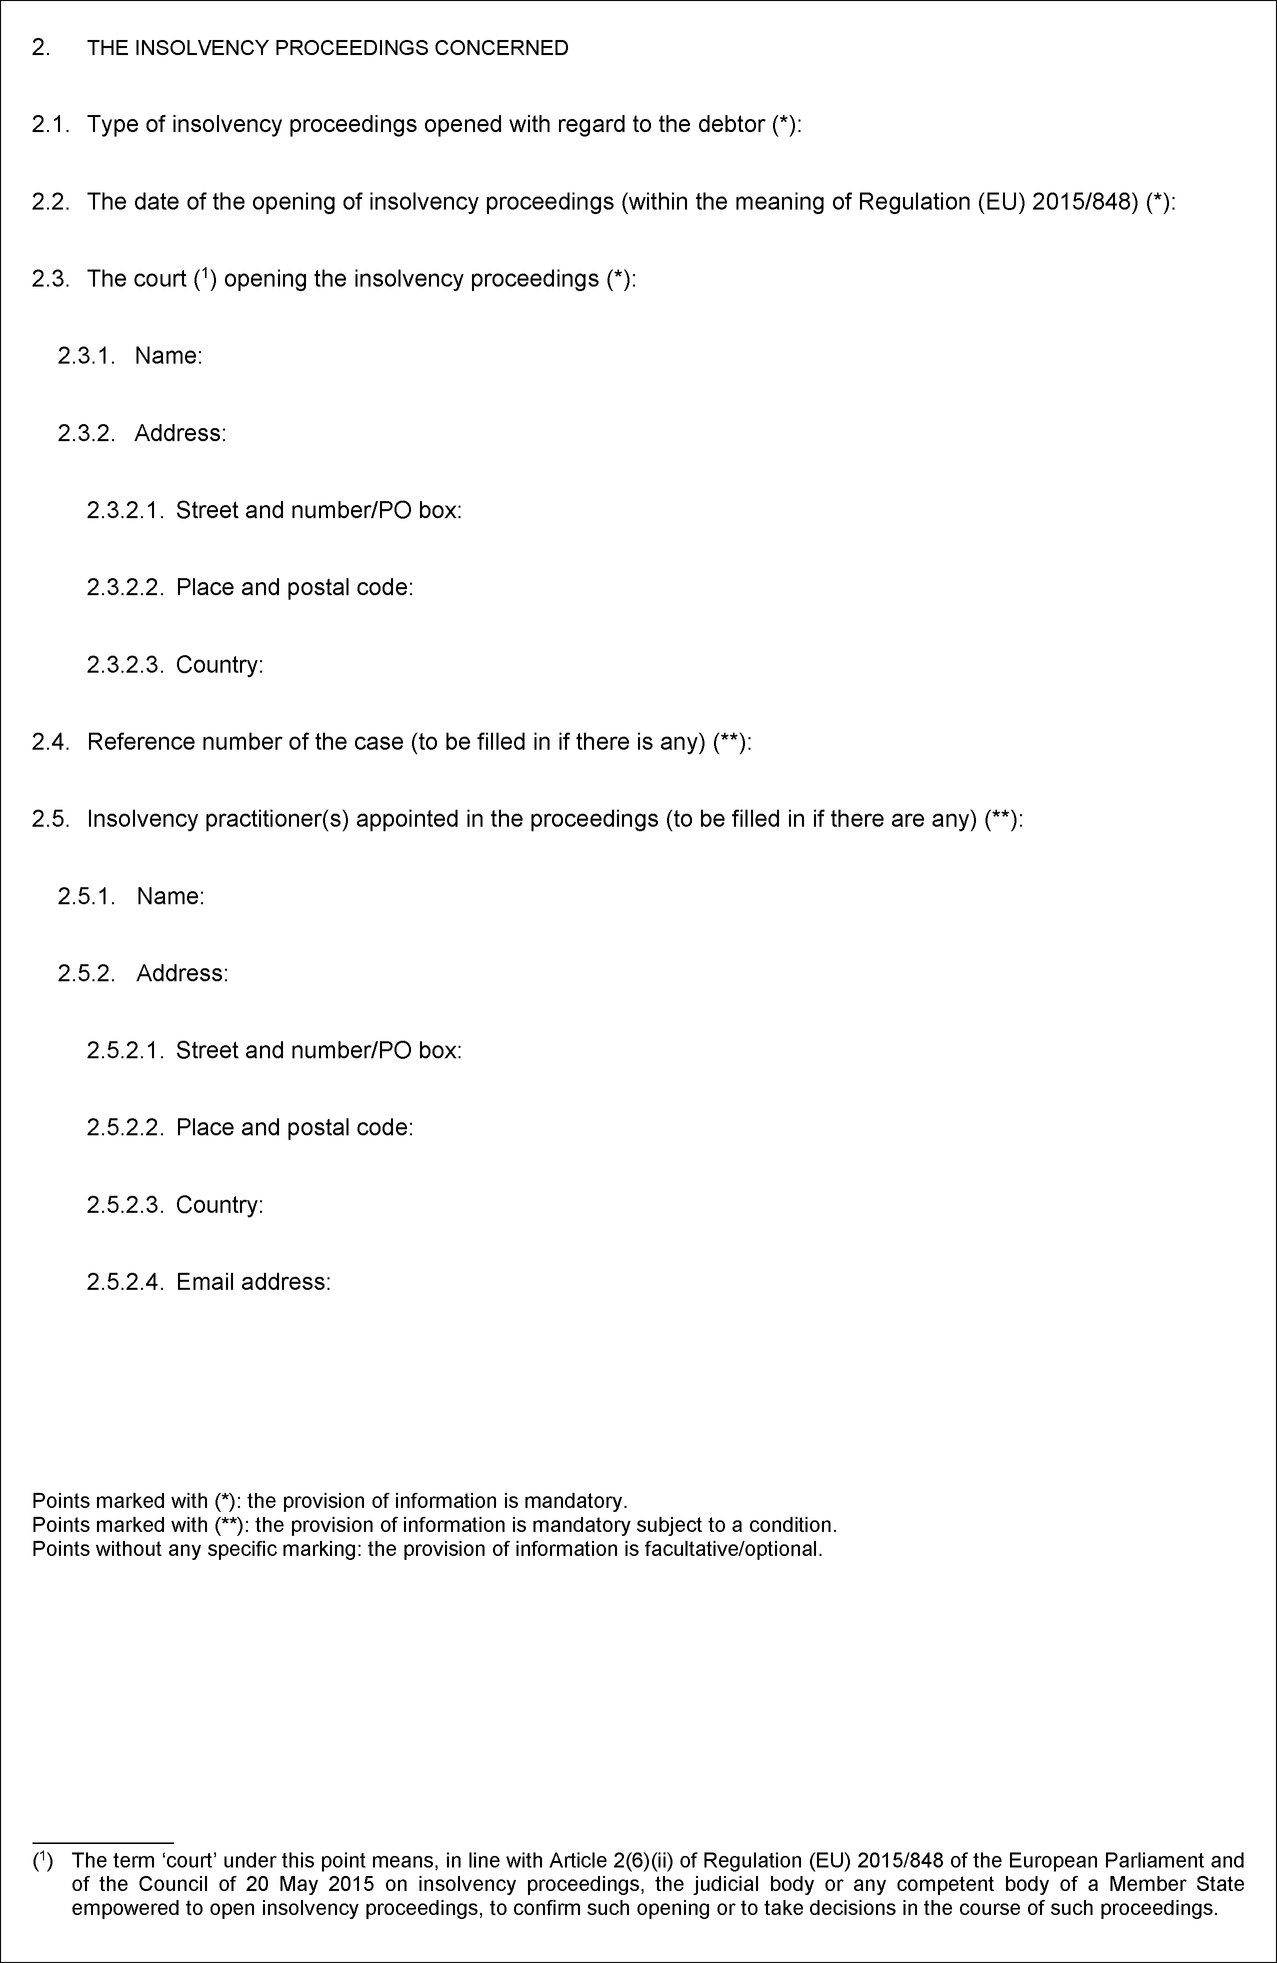 2. THE INSOLVENCY PROCEEDINGS CONCERNED
2.1. Type of insolvency proceedings opened with regard to the debtor (*):
2.2. The date of the opening of insolvency proceedings (within the meaning of Regulation (EU) 2015/848) (*):
2.3. The court (¹) opening the insolvency proceedings (*):
2.3.1. Name:
2.3.2. Address:
2.3.2.1. Street and number/PO box:
2.3.2.2. Place and postal code:
2.3.2.3. Country:
2.4. Reference number of the case (to be filled in if there is any) (**):
2.5. Insolvency practitioner(s) appointed in the proceedings (to be filled in if there are any) (**):
2.5.1. Name:
2.5.2. Address:
2.5.2.1. Street and number/PO box:
2.5.2.2. Place and postal code:
2.5.2.3. Country:
2.5.2.4. Email address:
Points marked with (*): the provision of information is mandatory.
Points marked with (**): the provision of information is mandatory subject to a condition.
Points without any specific marking: the provision of information is facultative/optional.
(¹) The term ‘court’ under this point means, in line with Article 2(6)(ii) of Regulation (EU) 2015/848 of the European Parliament and
of the Council of 20 May 2015 on insolvency proceedings, the judicial body or any competent body of a Member State
empowered to open insolvency proceedings, to confirm such opening or to take decisions in the course of such proceedings.